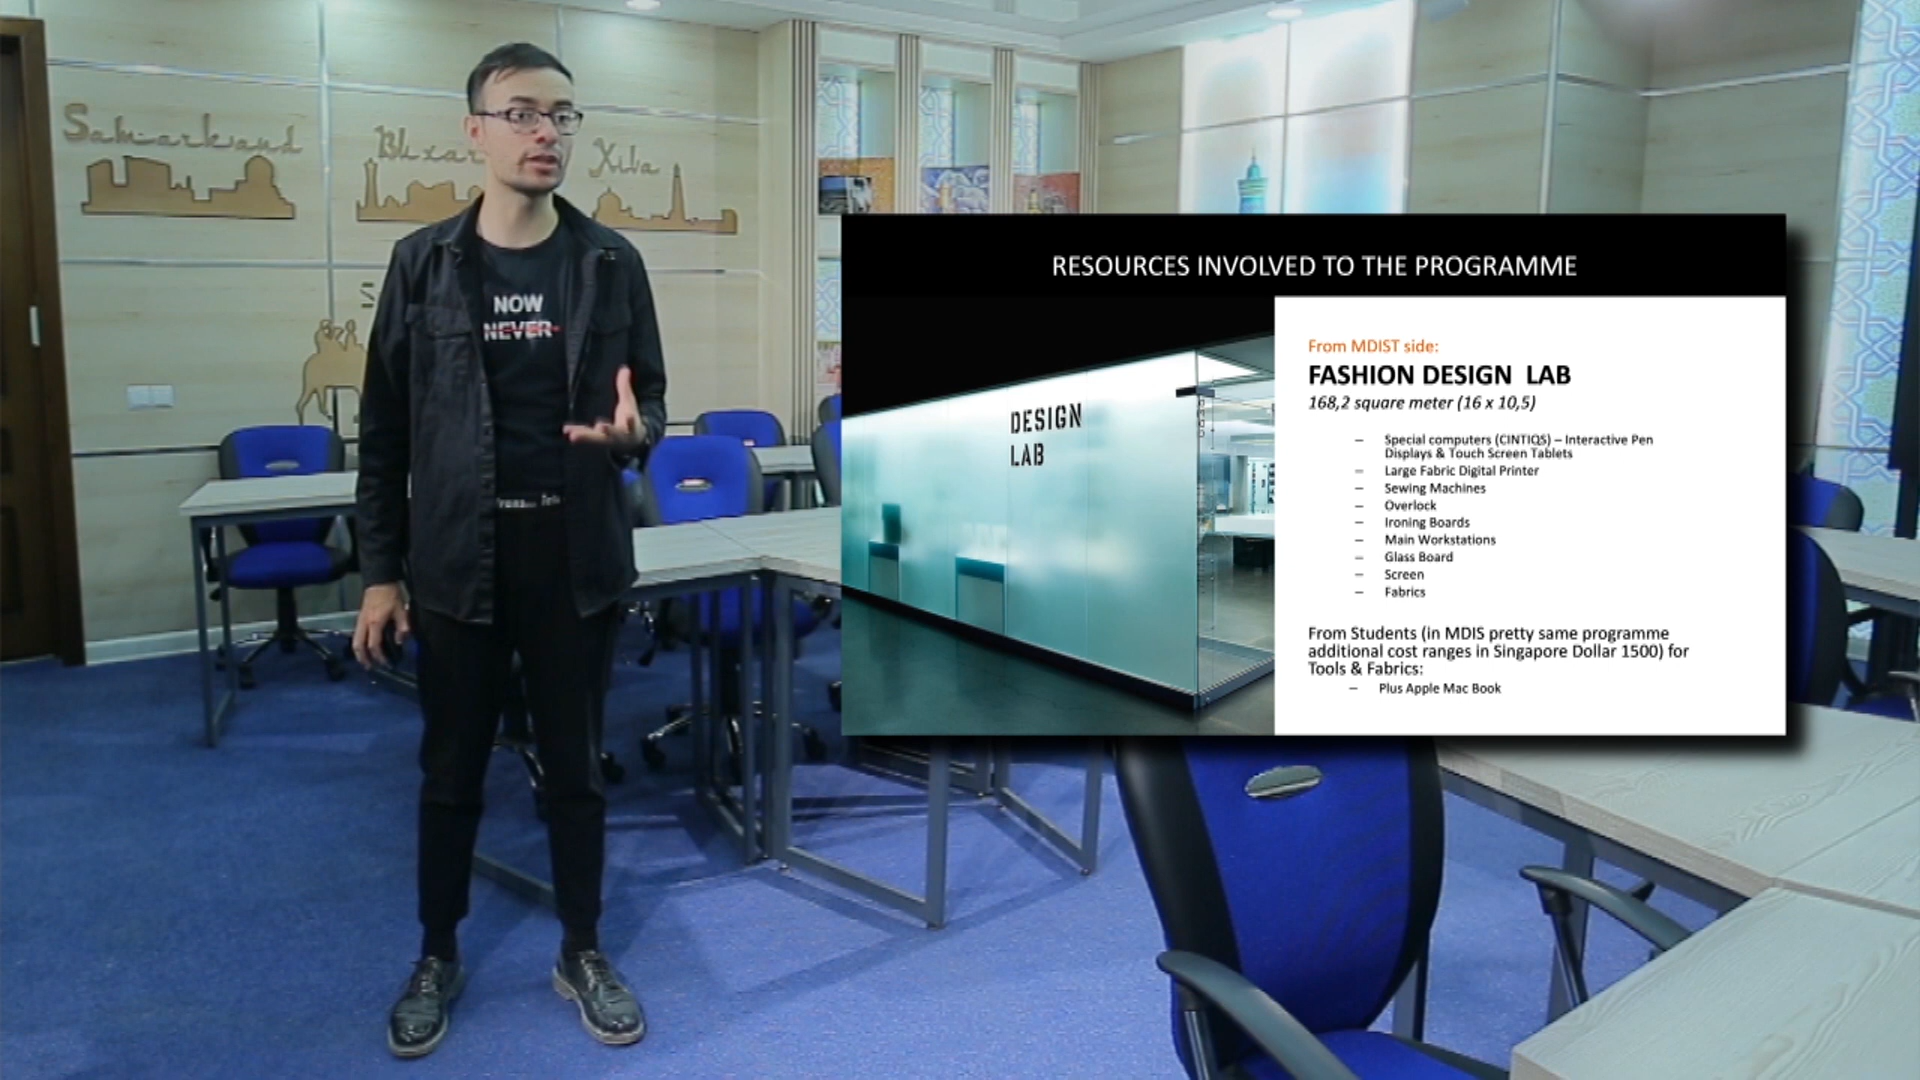 Samarkand
Buxar
Xiva
NOW
NEVER
RESOURCES INVOLVED TO THE PROGRAMME
DESIGN
LAB
From MDIST side:
FASHION DESIGN LAB
168,2 square meter (16 x 10,5)
– Special computers (CINTIQS) – Interactive Pen
Displays & Touch Screen Tablets
– Large Fabric Digital Printer
– Sewing Machines
– Overlock
– Ironing Boards
– Main Workstations
– Glass Board
– Screen
– Fabrics
From Students (in MDIS pretty same programme
additional cost ranges in Singapore Dollar 1500) for
Tools & Fabrics:
– Plus Apple Mac Book